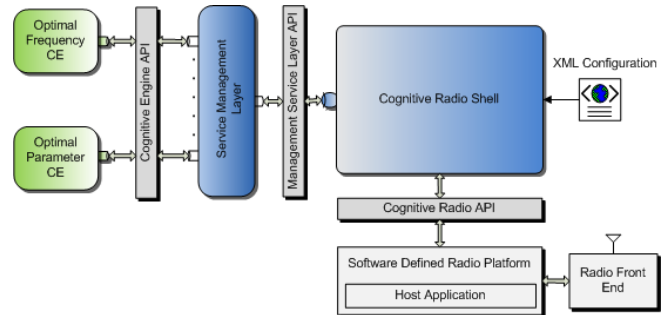 Optimal
Frequency
CE
Optimal
Parameter
CE
Cognitive Engine API
Service Management
Layer
Management Service Layer API
Cognitive Radio Shell
XML Configuration
Cognitive Radio API
Software Defined Radio Platform
Host Application
Radio Front
End